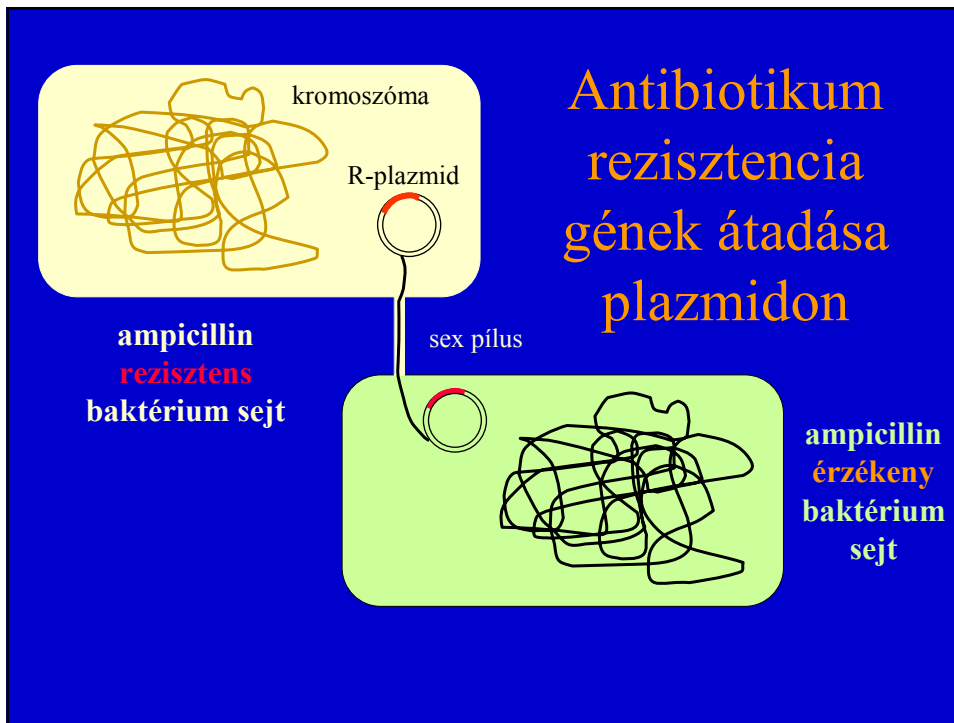 Antibiotikum
rezisztencia
gének átadása
plazmidon
kromoszóma
R-plazmid
ampicillin
rezisztens
baktérium sejt
sex pílus
ampicillin
érzékeny
baktérium
sejt